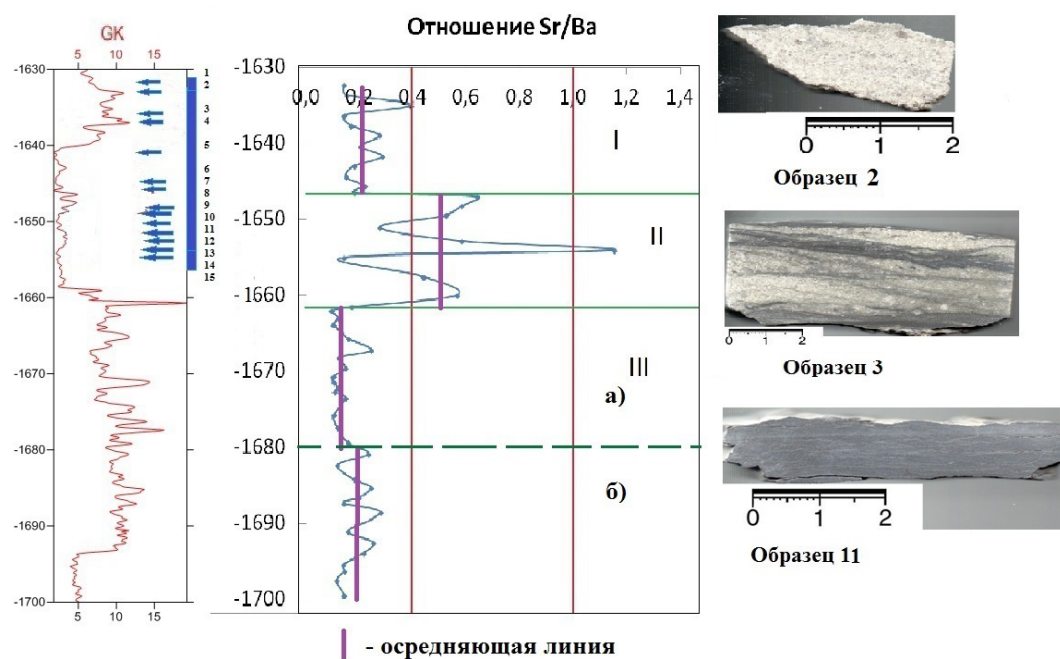 GK
5 10 15
-1630
-1640
-1650
-1660
-1670
-1680
-1690
-1700
5 10 15
1
2
3
4
5
6
7
8
9
10
11
12
13
14
15
Отношение Sr/Ba
-1630
0,0 0,2 0,4 0,6 0,8 1,0 1,2 1,4
-1640
-1650
-1660
-1670
-1680
-1690
-1700
I
II
III
а)
б)
- осредняющая линия
0 1 2
Образец 2
0 1 2
Образец 3
0 1 2
Образец 11